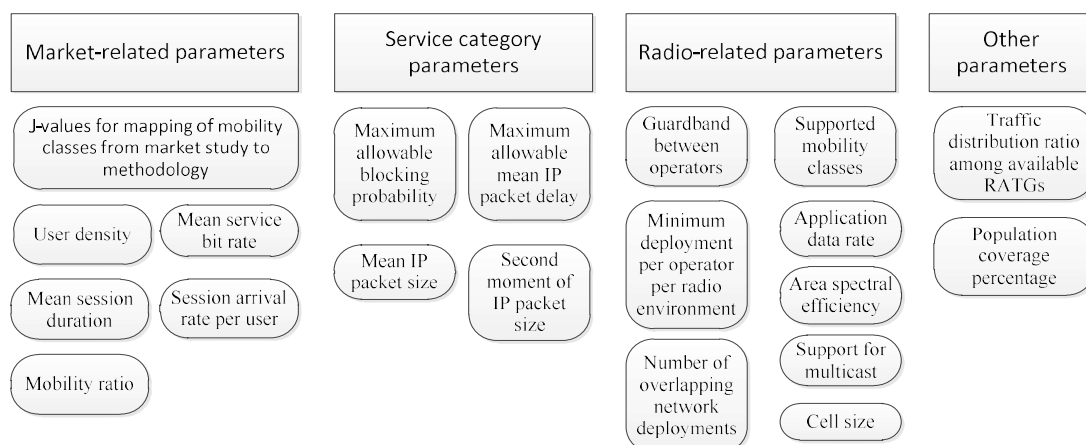 Market-related parameters
J-values for mapping of mobility
classes from market study to
methodology
User density
Mean service
bit rate
Mean session
duration
Session arrival
rate per user
Mobility ratio
Service category
parameters
Maximum
allowable
blocking
probability
Maximum
allowable
mean IP
packet delay
Mean IP
packet size
Second
moment of
IP packet
size
Radio-related parameters
Guardband
between
operators
Supported
mobility
classes
Minimum
deployment
per operator
per radio
environment
Application
data rate
Area spectral
efficiency
Number of
overlapping
network
deployments
Support for
multicast
Cell size
Other
parameters
Traffic
distribution ratio
among available
RATGs
Population
coverage
percentage